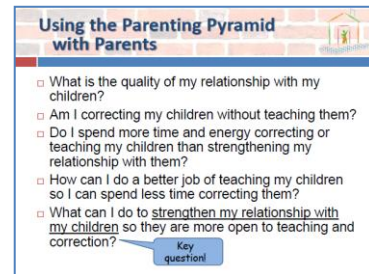 Using the Parenting Pyramid
with Parents
What is the quality of my relationship with my
children?
Am I correcting my children without teaching them?
Do I spend more time and energy correcting or
teaching my children than strengthening my
relationship with them?
How can I do a better job of teaching my children
so I can spend less time correcting them?
What can I do to strengthen my relationship with
my children so they are more open to teaching and
correction?
Key
question!